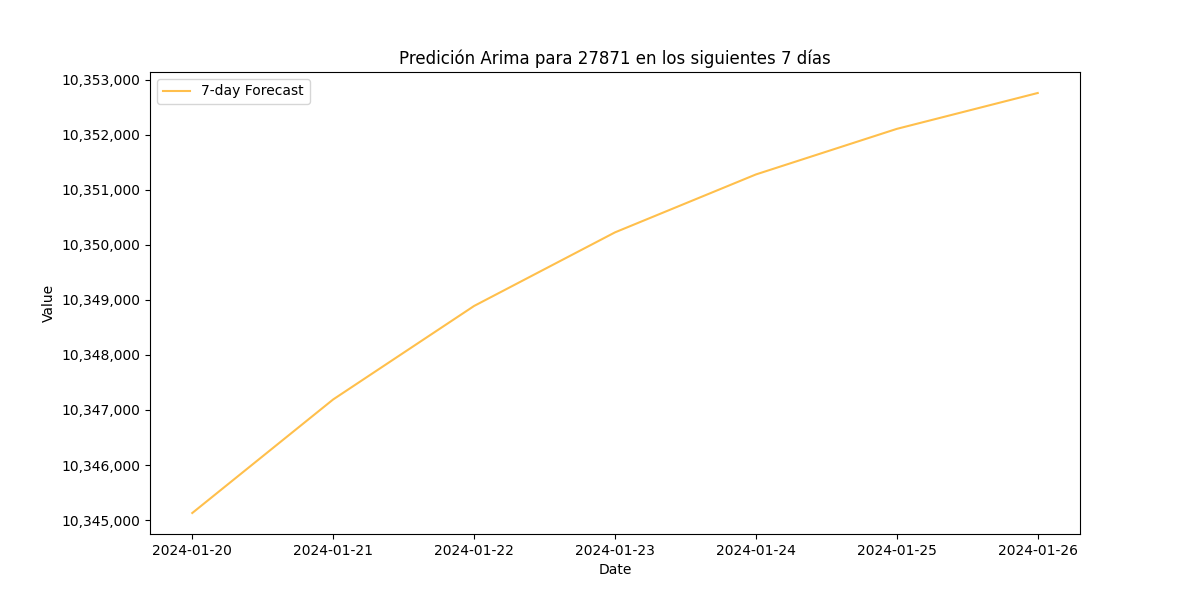 Predición Arima para 27871 en los siguientes 7 días
7-day Forecast
Value
10,353,000
10,352,000
10,351,000
10,350,000
10,349,000
10,348,000
10,347,000
10,346,000
10,345,000
2024-01-20 2024-01-21 2024-01-22 2024-01-23 2024-01-24 2024-01-25 2024-01-26
Date